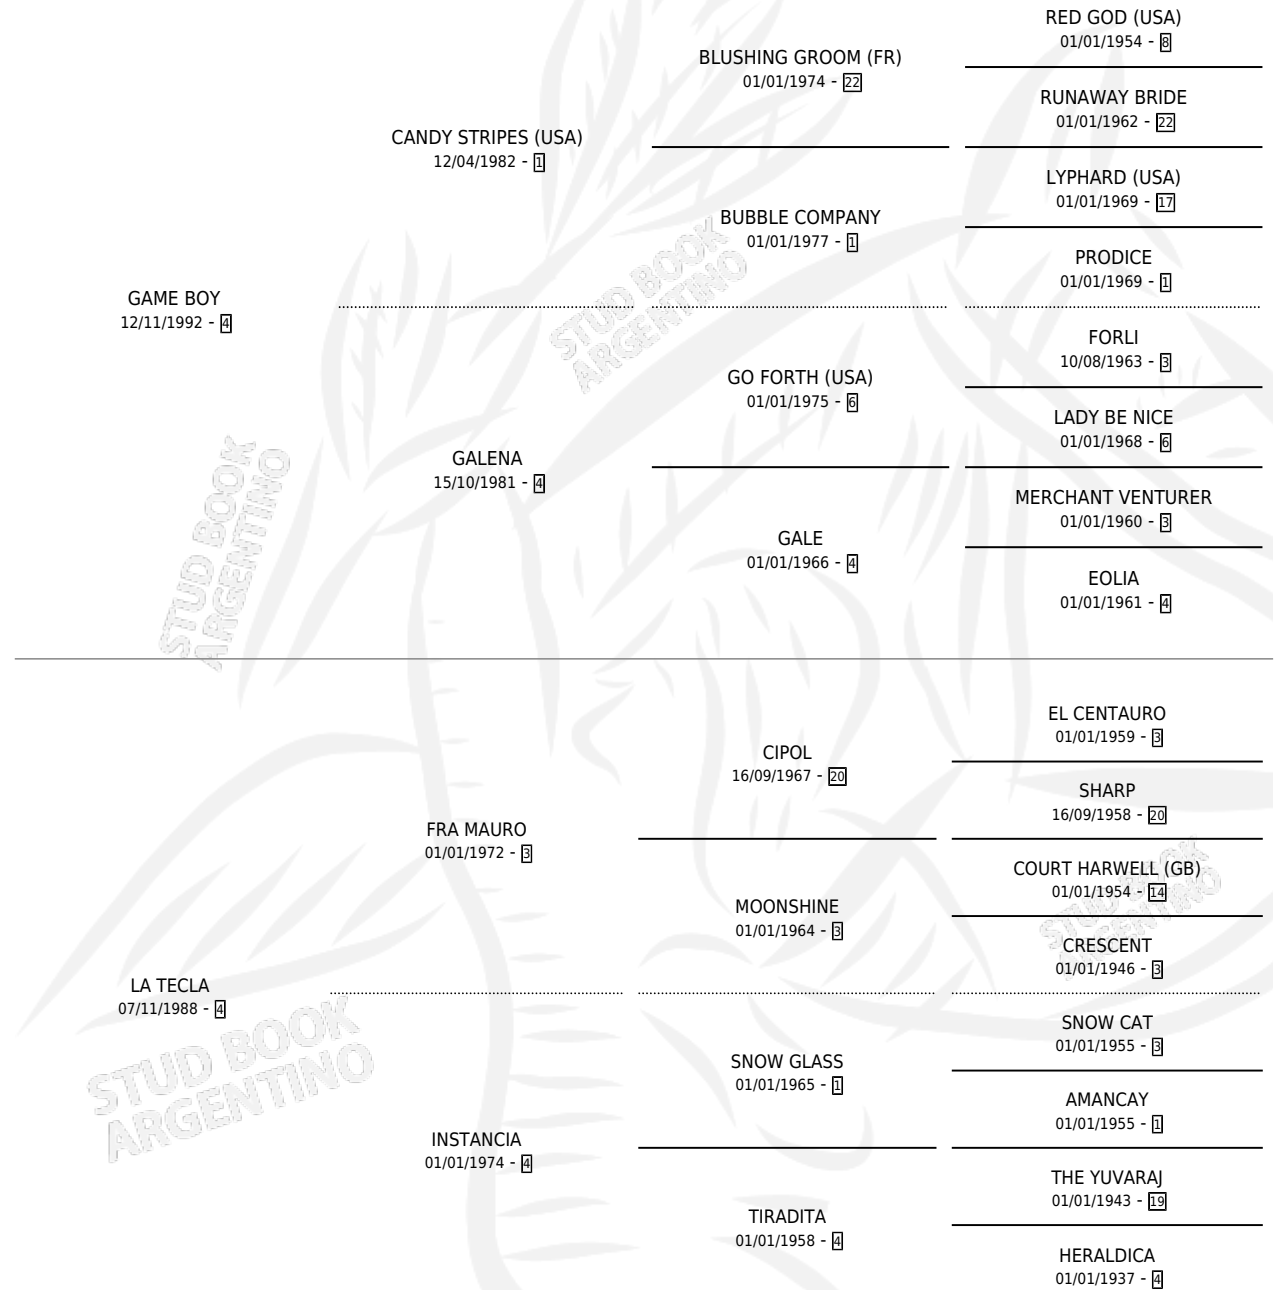 RED GOD (USA)
01/01/1954 - 8
BLUSHING GROOM (FR)
01/01/1974 - 22
RUNAWAY BRIDE
01/01/1962 - 22
CANDY STRIPES (USA)
12/04/1982 - 1
LYPHARD (USA)
01/01/1969 - 17
BUBBLE COMPANY
01/01/1977 - 1
PRODICE
01/01/1969 - 1
GAME BOY
12/11/1992 - 4
STUD BOOK
ARGENTINO
FORLI
10/08/1963 - 3
GO FORTH (USA)
01/01/1975 - 6
LADY BE NICE
01/01/1968 - 6
GALENA
15/10/1981 - 4
MERCHANT VENTURER
01/01/1960 - 3
GALE
01/01/1966 - 4
EOLIA
01/01/1961 - 4
STUD BOOK
ARGENTINO
EL CENTAURO
01/01/1959 - 3
CIPOL
16/09/1967 - 20
SHARP
16/09/1958 - 20
FRA MAURO
01/01/1972 - 3
COURT HARWELL (GB)
01/01/1954 - 14
MOONSHINE
01/01/1964 - 3
STUD BOOK
ARGENTINO
CRESCENT
01/01/1946 - 3
LA TECLA
07/11/1988 - 4
SNOW CAT
01/01/1955 - 3
SNOW GLASS
01/01/1965 - 1
STUD BOOK
ARGENTINO
AMANCAY
01/01/1955 - 1
INSTANCIA
01/01/1974 - 4
THE YUVARAJ
01/01/1943 - 19
TIRADITA
01/01/1958 - 4
HERALDICA
01/01/1937 - 4